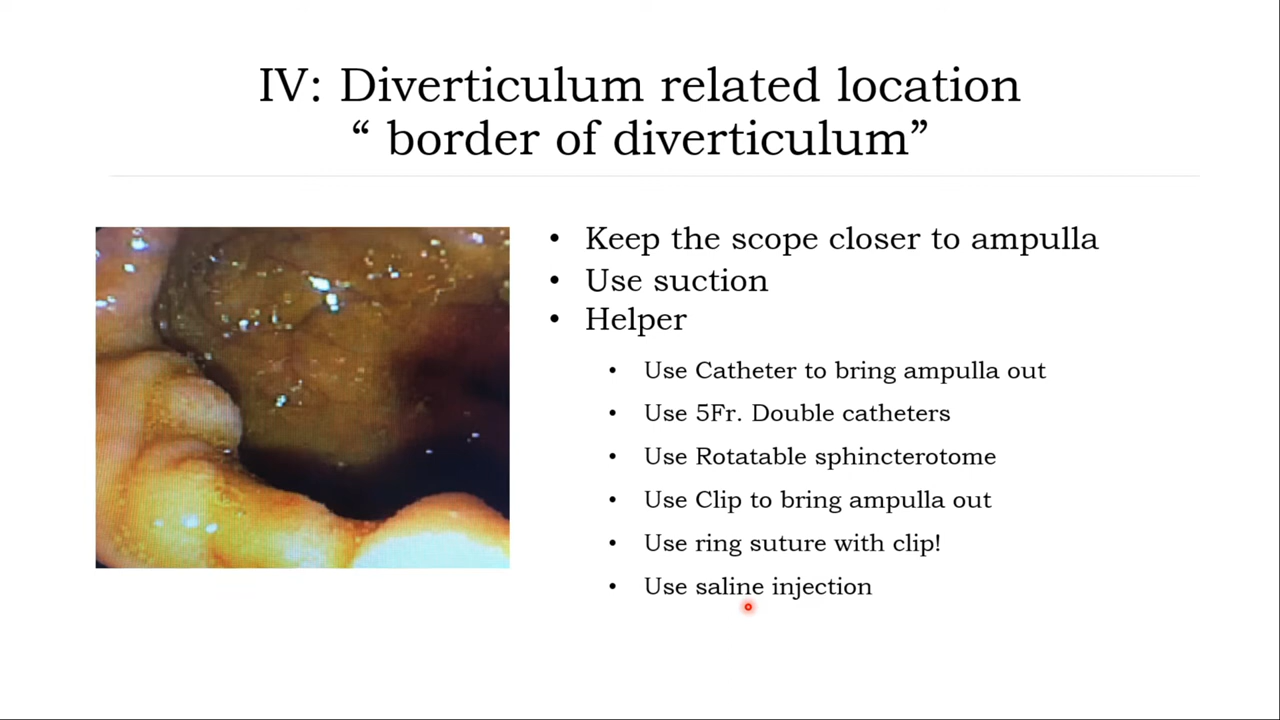 IV: Diverticulum related location
“ border of diverticulum”
• Keep the scope closer to ampulla
• Use suction
• Helper
• Use Catheter to bring ampulla out
• Use 5Fr. Double catheters
• Use Rotatable sphincterotome
• Use Clip to bring ampulla out
• Use ring suture with clip!
• Use saline injection